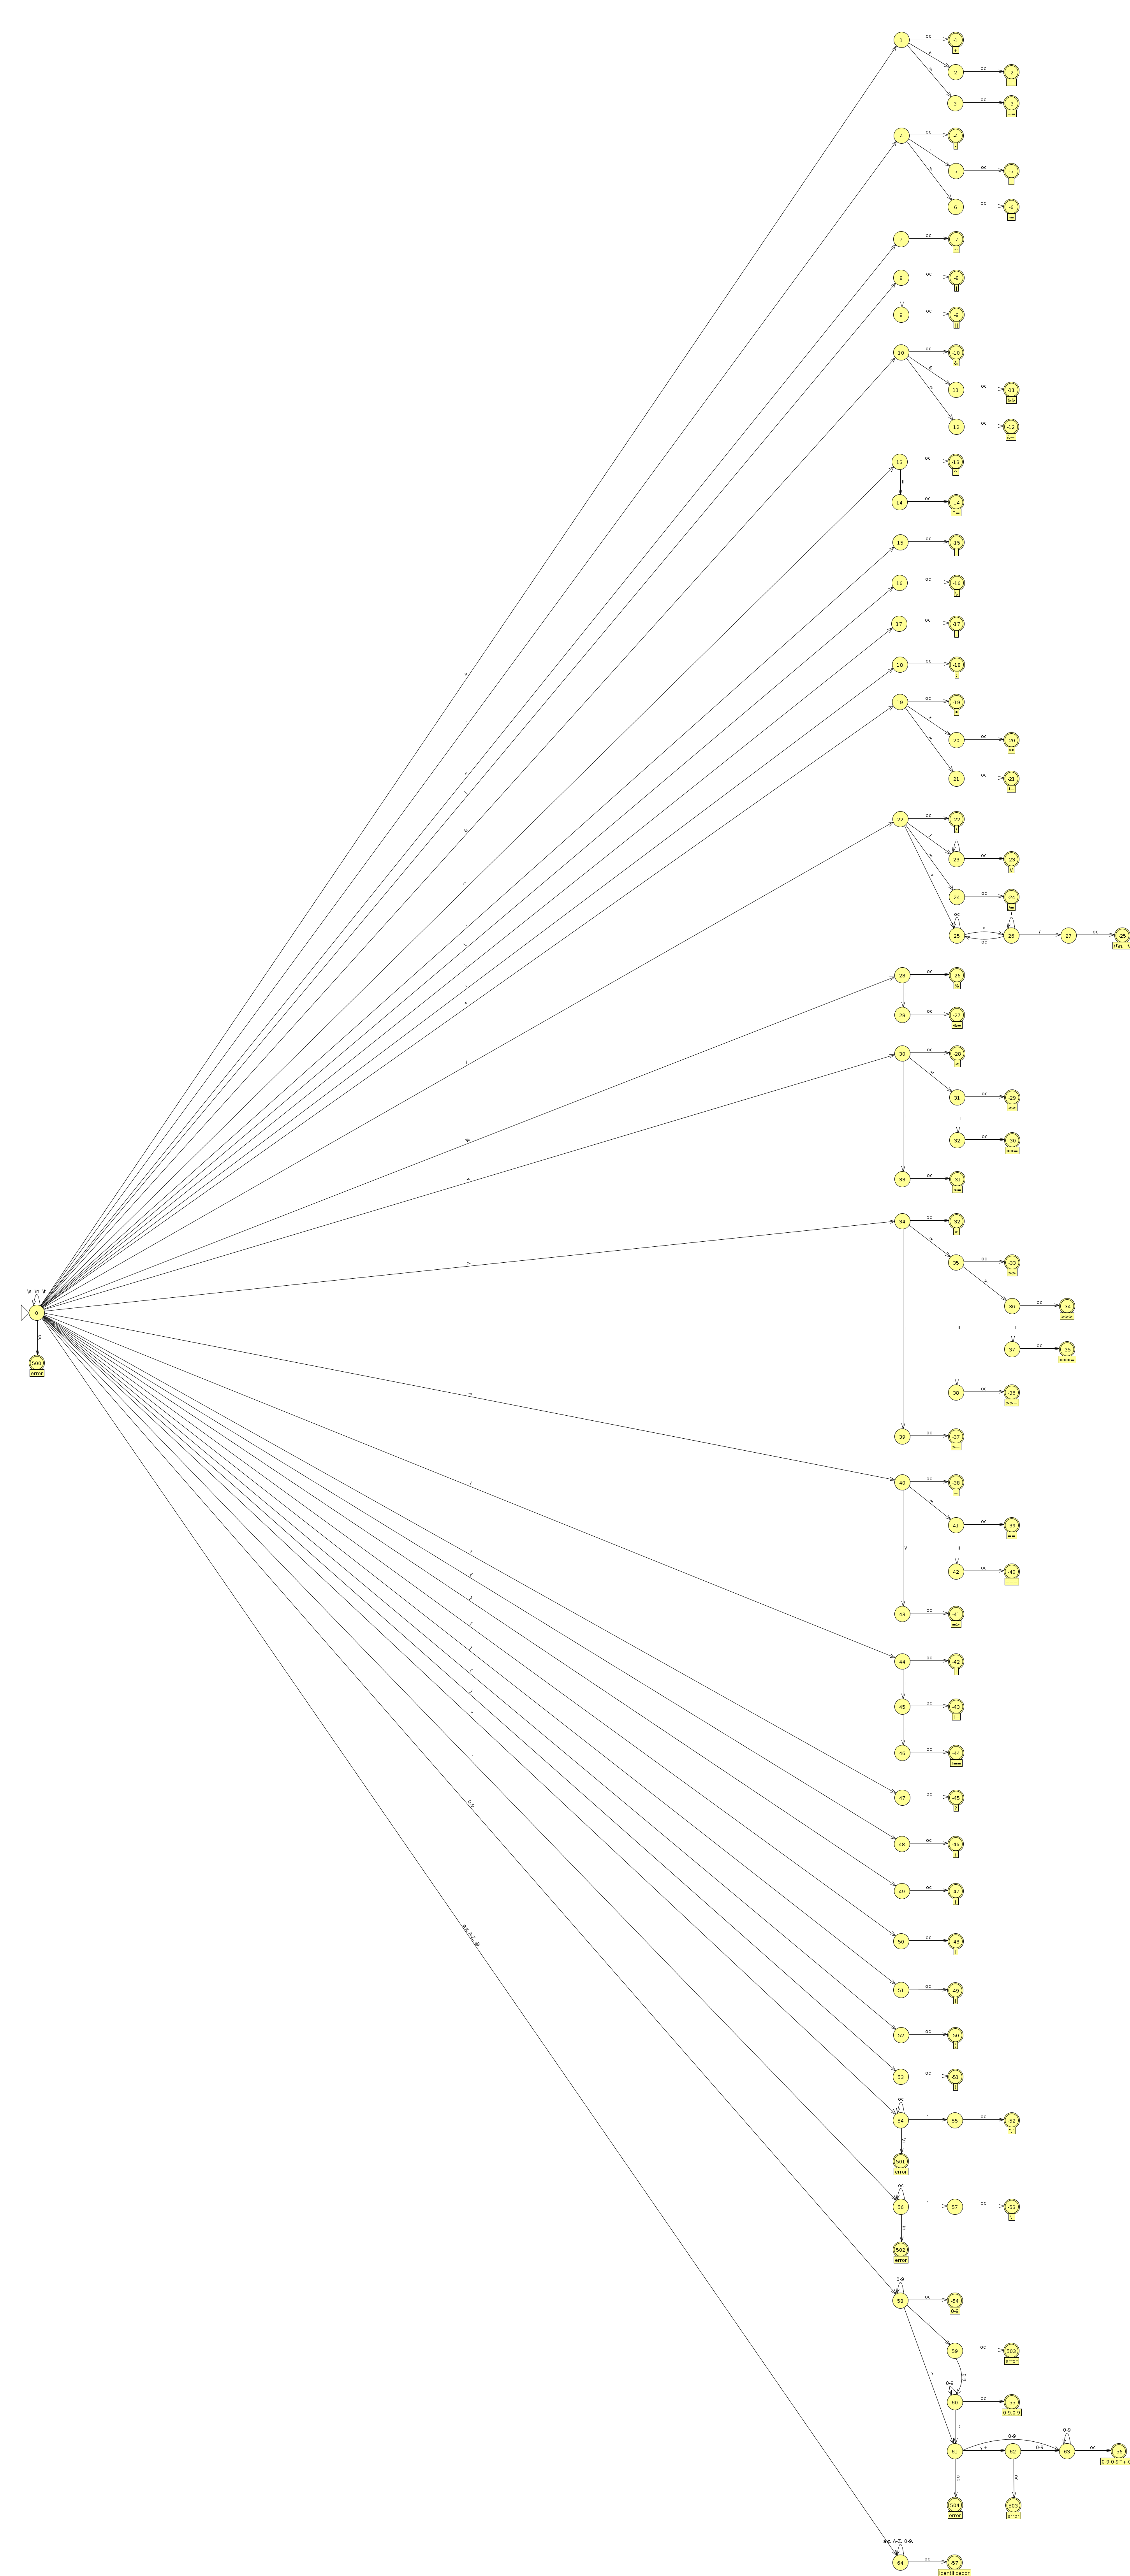 1 oc -1
+
2 oc -2
++
3 oc -3
+=
4 oc -4
-
5 oc -5
6 oc -6
7 oc -7
8 oc -8
|
9 oc -9
||
10 oc -10
&
& 11 oc -11
&&
12 oc -12
&=
13 oc -13
14 oc -14
^=
15 oc -15
16 oc -16
17 oc -17
18 oc -18
19 oc -19
*
20 oc -20
**
21 oc -21
*=
22 oc -22
/
23 oc -23
//
24 oc -24
/=
oc
25 26 / 27 oc -25
oc
28 oc -26
%
29 oc -27
%=
30 oc -28
<
31 oc -29
<<
32 oc -30
<<=
33 oc -31
<=
34 oc -32
>
35 oc -33
>>
36 oc -34
>>>
37 oc -35
>>>=
38 oc -36
>>=
39 oc -37
>=
\s, \n, \t
0
oc
500
error
40 oc -38
=
41 oc -39
==
42 oc -40
===
43 oc -41
=>
44 oc -42
!
45 oc -43
!=
46 oc -44
!==
47 oc -45
?
48 oc -46
{
49 oc -47
}
50 oc -48
[
51 oc -49
]
52 oc -50
(
53 oc -51
)
oc
54 55 oc -52
501
error
oc
56 57 oc -53
502
error
0-9
58 oc -54
0-9
59 oc -503
error
0-9
0-9
60 oc -55
0-9.0-9
0-9 0-9
61 -, + 62 0-9 63 oc -56
oc oc
504 503
error error
a-z, A-Z, 0-9, _
64 oc -57
identificador